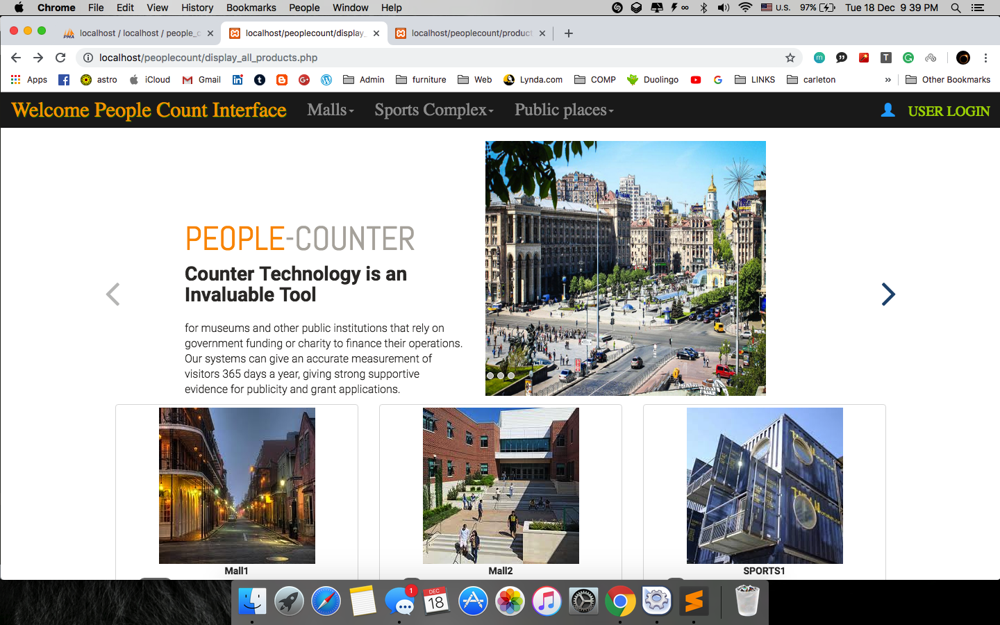 Chrome File Edit View History Bookmarks People Window Help U.S. 97% Tue 18 Dec 9 39 PM
localhost / localhost / people_c localhost/peoplecount/display_ localhost/peoplecount/product
localhost/peoplecount/display_all_products.php
Apps astro iCloud Gmail Admin furniture Web Lynda.com COMP Duolingo LINKS carleton » Other Bookmarks
Welcome People Count Interface Malls Sports Complex Public places USER LOGIN
PEOPLE-COUNTER
Counter Technology is an
Invaluable Tool
for museums and other public institutions that rely on
government funding or charity to finance their operations.
Our systems can give an accurate measurement of
visitors 365 days a year, giving strong supportive
evidence for publicity and grant applications.
Mall1 Mall2 SPORTS1
1
DEC
18